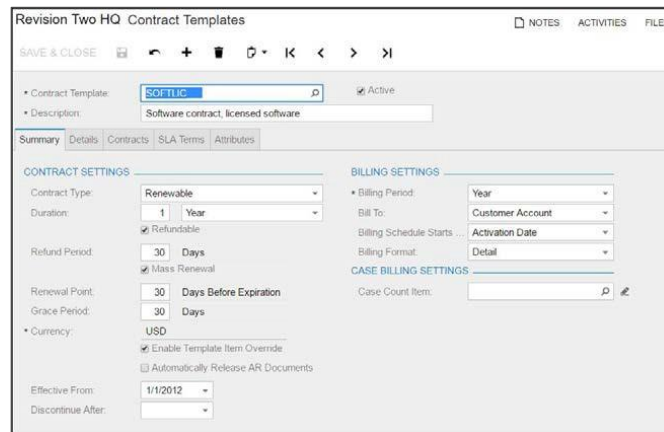 Revision Two HQ Contract Templates
NOTES ACTIVITIES FILE
SAVE & CLOSE
Contract Template: SOFTLIC Active
Description: Software contract, licensed software
Summary Details Contracts SLA Terms Attributes
CONTRACT SETTINGS
Contract Type: Renewable
Duration: 1 Year
Refundable
Refund Period: 30 Days
Mass Renewal
Renewal Point: 30 Days Before Expiration
Grace Period: 30 Days
Currency: USD
Enable Template Item Override
Automatically Release AR Documents
Effective From: 1/1/2012
Discontinue After:
BILLING SETTINGS
Billing Period: Year
Bill To: Customer Account
Billing Schedule Starts ... Activation Date
Billing Format: Detail
CASE BILLING SETTINGS
Case Count Item: